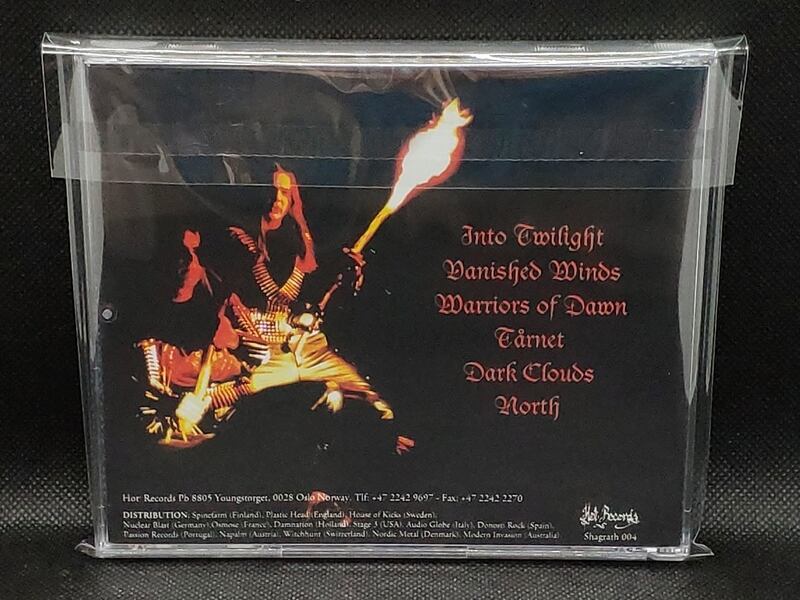 Into Twilight
Vanished Winds
Warriors of Dawn
Tårnet
Dark Clouds
North
Hot Records Pb 8805 Youngstorget, 0028 Oslo Norway. Tlf: +47 2242 9697 - Fax: +47 2242 2270
DISTRIBUTION: Spinefarm (Finland), Plastic Head (England), House of Kicks (Sweden),
Nuclear Blast (Germany), Osmose (France), Damnation (Holland), Stage 3 (USA), Audio Globe (Italy), Donosti Rock (Spain),
Passion Records (Portugal), Napalm (Austria), Witchhunt (Switzerland), Nordic Metal (Denmark), Modern Invasion (Australia)
Hot Records
Shagrath 004